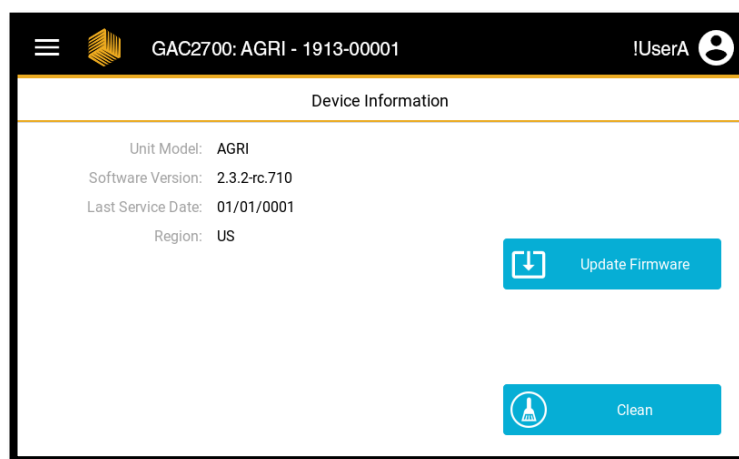 GAC2700: AGRI - 1913-00001 !UserA
Device Information
Unit Model: AGRI
Software Version: 2.3.2-rc.710
Last Service Date: 01/01/0001
Region: US
Update Firmware
Clean